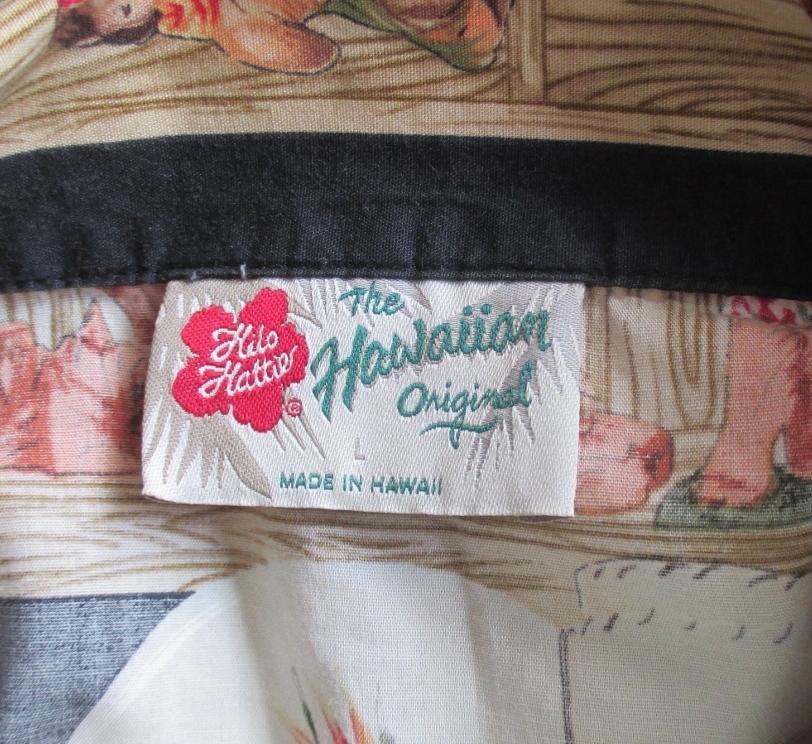 Hilo
Hattie
®
The
Hawaiian
Original
L
MADE IN HAWAII